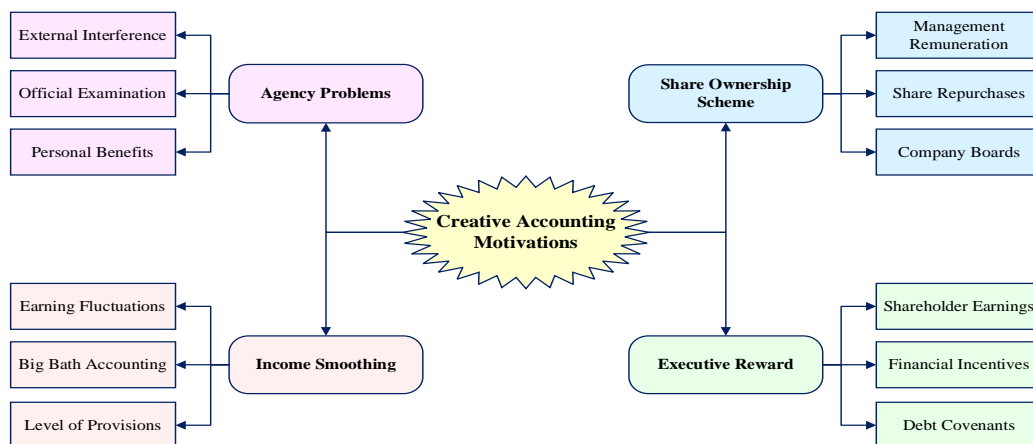 External Interference
Official Examination
Personal Benefits
Agency Problems
Share Ownership
Scheme
Management
Remuneration
Share Repurchases
Company Boards
Creative Accounting
Motivations
Earning Fluctuations
Big Bath Accounting
Level of Provisions
Income Smoothing
Executive Reward
Shareholder Earnings
Financial Incentives
Debt Covenants